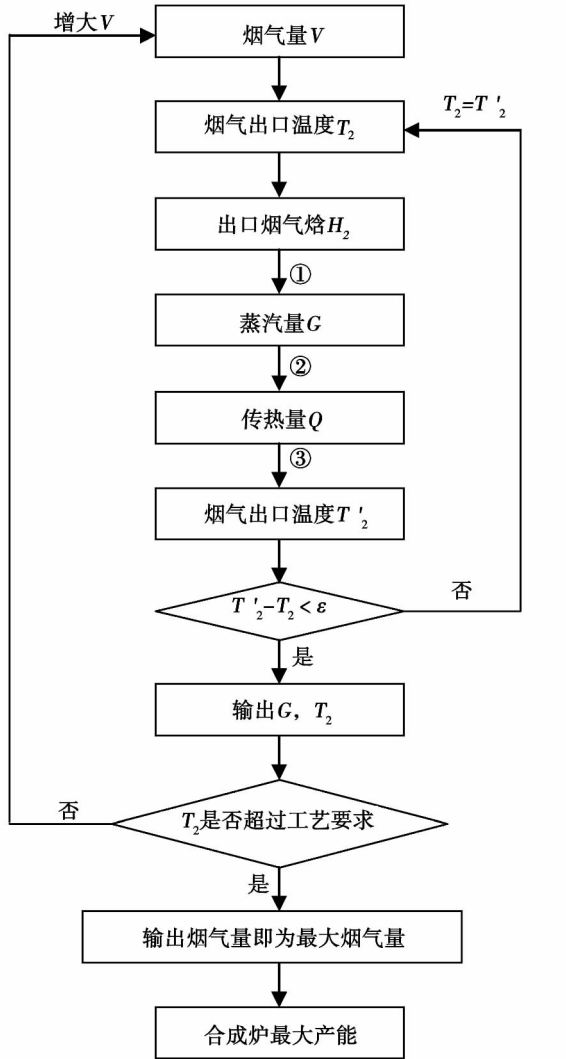 增大V
烟气量V
烟气出口温度T₂
T₂=T'₂
出口烟气焓H₂
①
蒸汽量G
②
传热量Q
③
烟气出口温度T'₂
T'₂-T₂<ε
否
是
输出G，T₂
T₂是否超过工艺要求
否
是
输出烟气量即为最大烟气量
合成炉最大产能